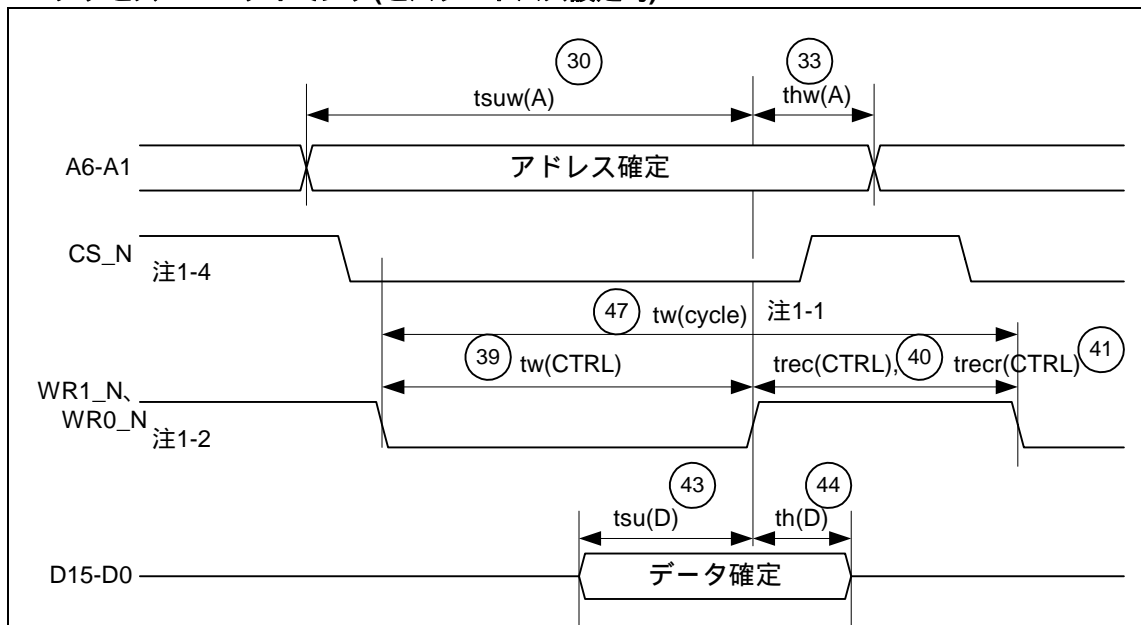 30
33
tsuw(A)
thw(A)
A6-A1
アドレス確定
CS_N
注1-4
47
tw(cycle)
注1-1
39
tw(CTRL)
trec(CTRL),
40
trecr(CTRL)
41
WR1_N、
WR0_N
注1-2
43
44
tsu(D)
th(D)
D15-D0
データ確定